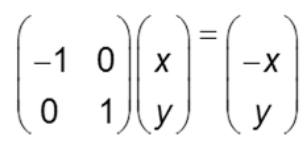 (-1 0) (x) = (-x)
(0 1) (y) (y)